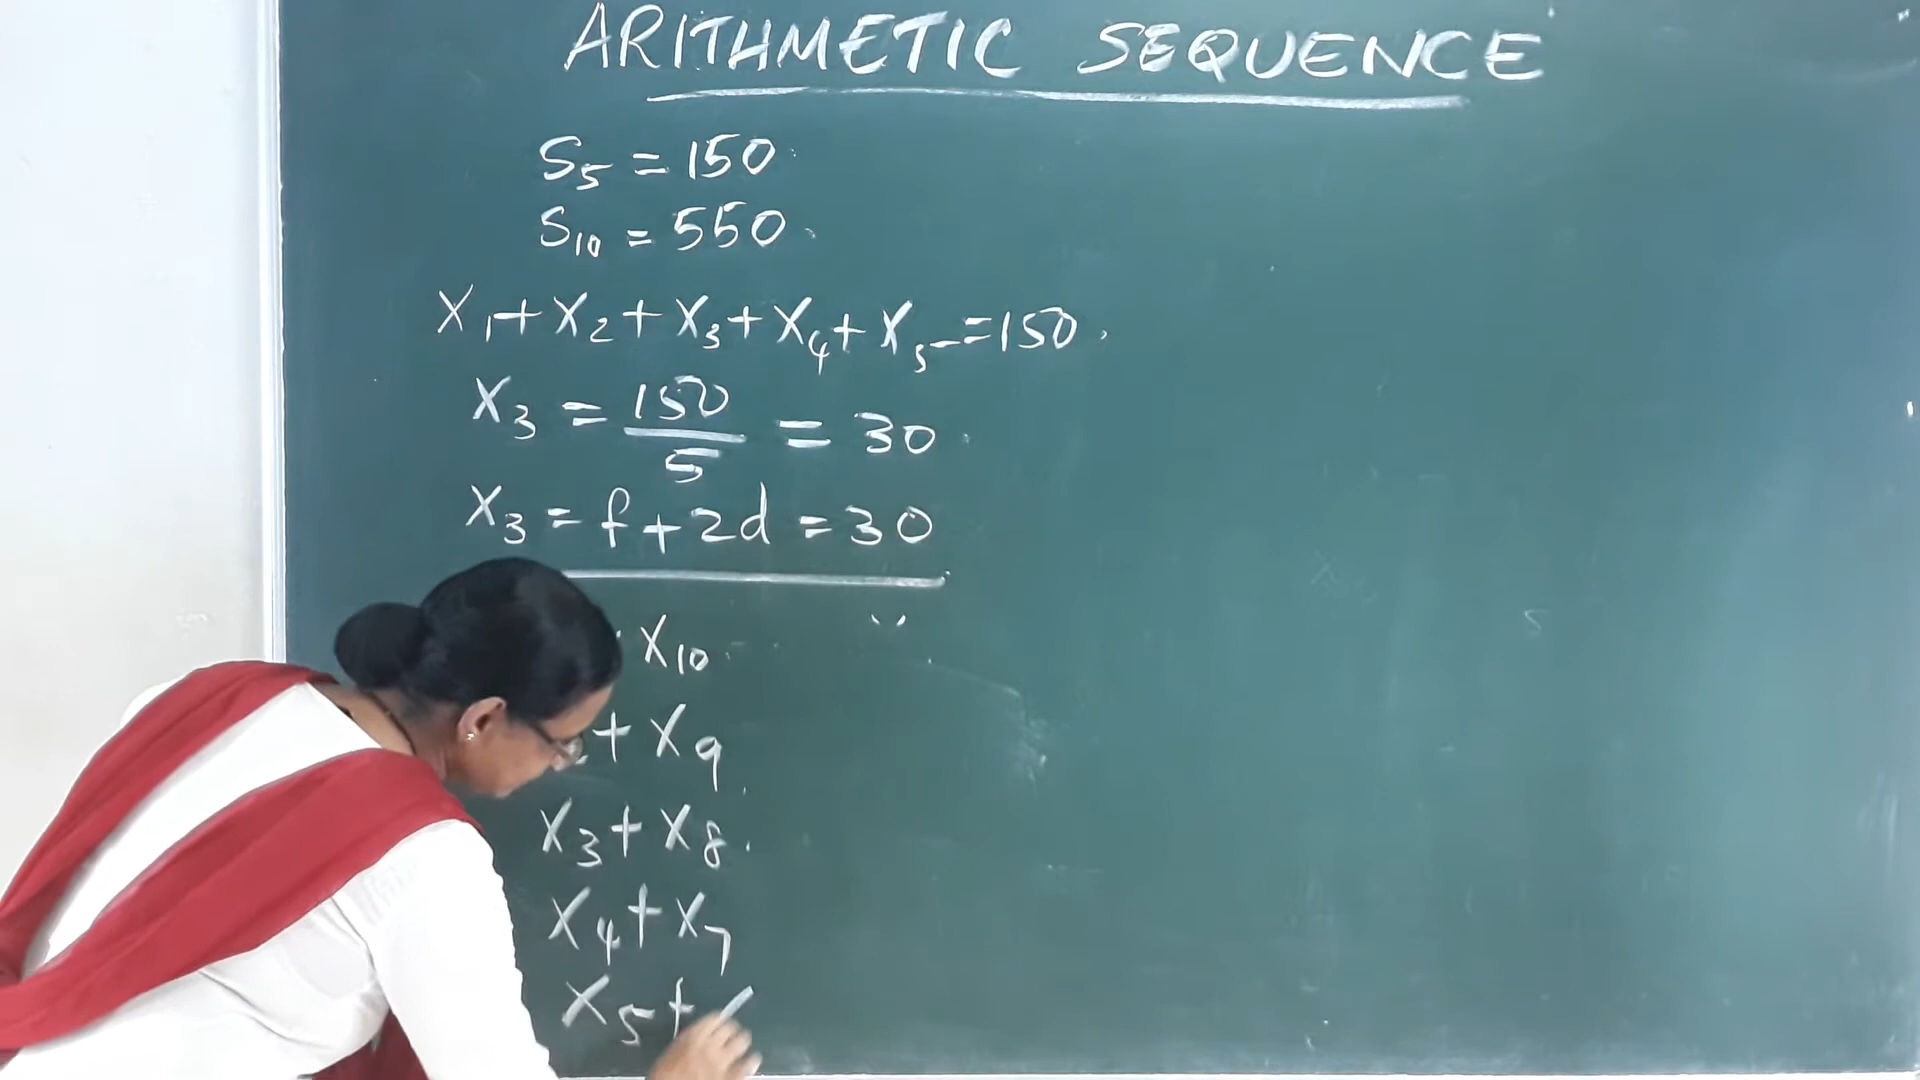 ARITHMETIC SEQUENCE
S₅ = 150
S₁₀ = 550
X₁ + X₂ + X₃ + X₄ + X₅ = 150
X₃ = 150/5 = 30
X₃ = f + 2d = 30
X₁₀
+ X₉
X₃ + X₈
X₄ + X₇
X₅ +